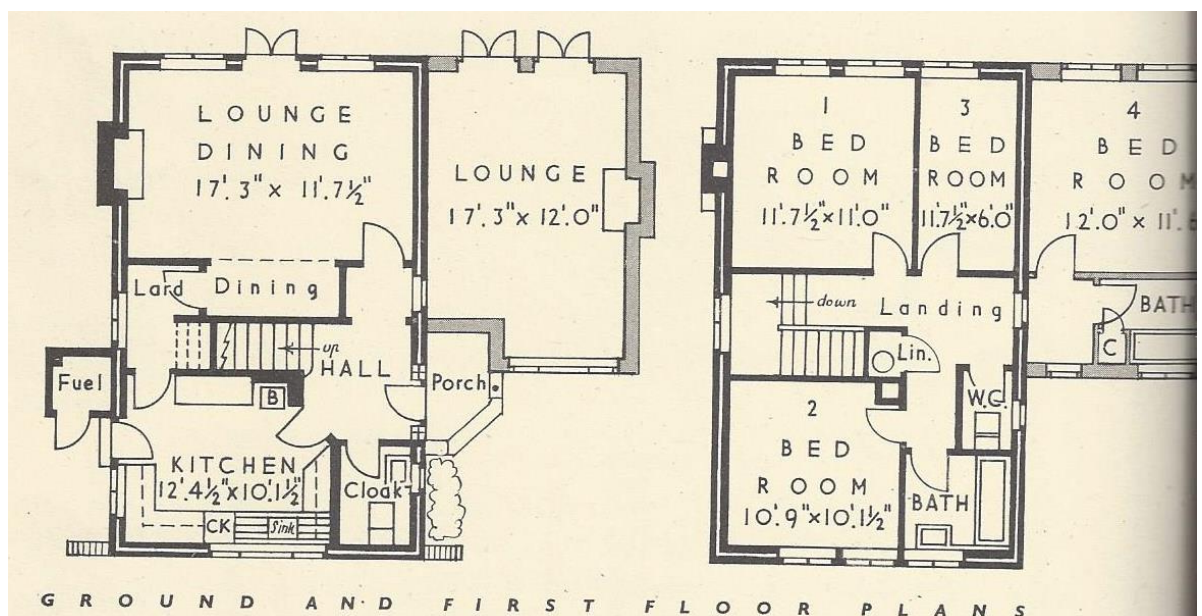 LOUNGE
DINING
17'. 3" x 11'.7½"
LOUNGE
17'. 3" x 12'.0"
Lard
Dining
up
HALL
Fuel
B
Porch
KITCHEN
12'.4½" x 10'.1½"
Cloak
CK
Sink
1
BED
ROOM
11'.7½" x 11'.0"
3
BED
ROOM
11'.7½" x 6'.0"
4
BED
ROOM
12'.0" x 11'.6
down
Landing
BATH
C
Lin.
W.C.
2
BED
ROOM
10'.9" x 10'.1½"
BATH
GROUND AND FIRST FLOOR PLANS